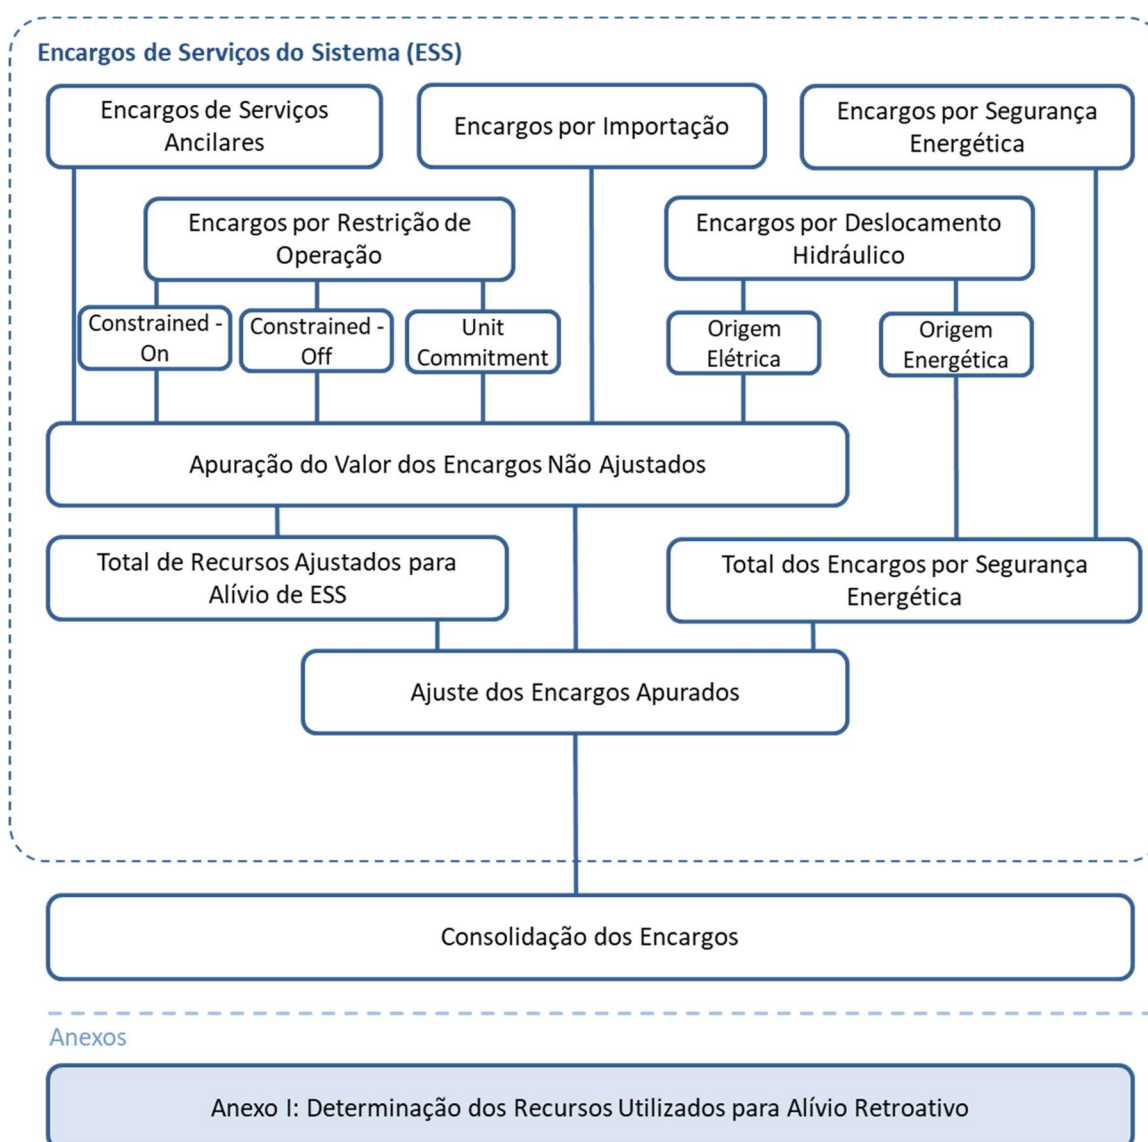 Encargos de Serviços do Sistema (ESS)
Encargos de Serviços
Ancilares
Encargos por Importação
Encargos por Segurança
Energética
Encargos por Restrição de
Operação
Encargos por Deslocamento
Hidráulico
Constrained -
On
Constrained -
Off
Unit
Commitment
Origem
Elétrica
Origem
Energética
Apuração do Valor dos Encargos Não Ajustados
Total de Recursos Ajustados para
Alívio de ESS
Total dos Encargos por Segurança
Energética
Ajuste dos Encargos Apurados
Consolidação dos Encargos
Anexos
Anexo I: Determinação dos Recursos Utilizados para Alívio Retroativo